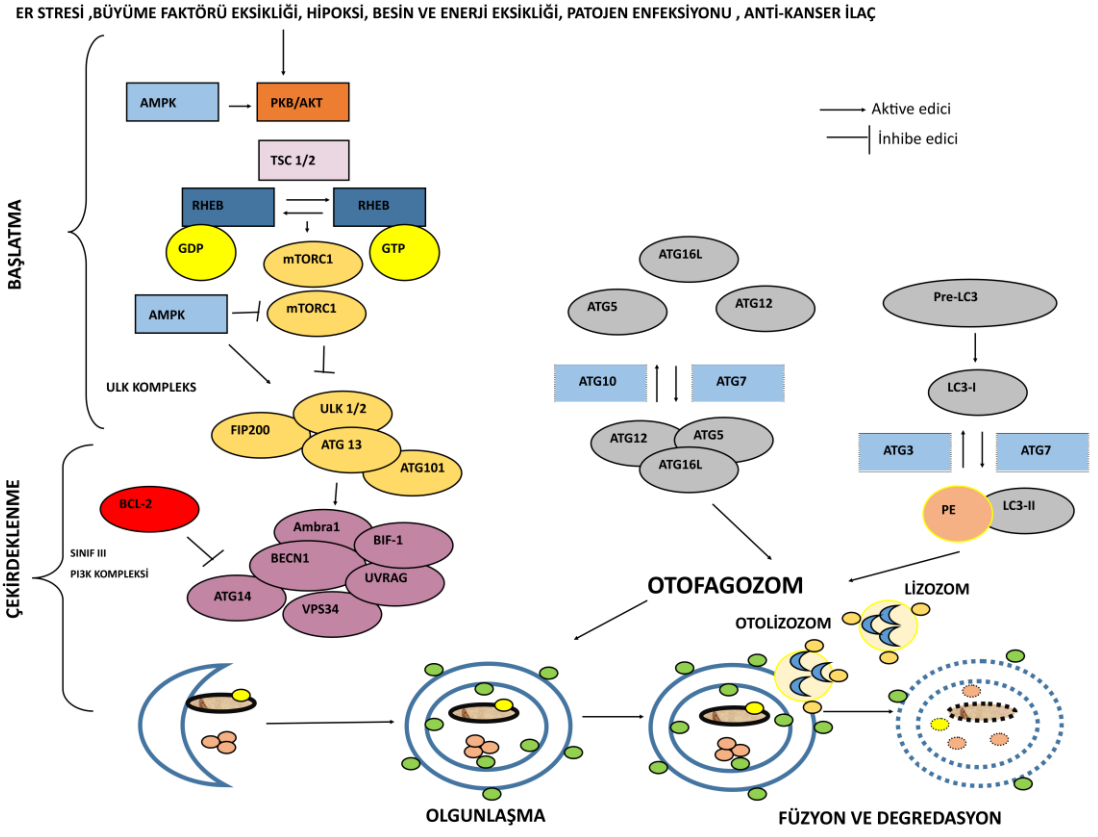 ER STRESİ ,BÜYÜME FAKTÖRÜ EKSİKLİĞİ, HİPOKSİ, BESİN VE ENERJİ EKSİKLİĞİ, PATOJEN ENFEKSİYONU , ANTİ-KANSER İLAÇ
BAŞLATMA
AMPK
PKB/AKT
TSC 1/2
RHEB
RHEB
GDP
GTP
mTORC1
AMPK
mTORC1
ULK KOMPLEKS
ULK 1/2
FIP200
ATG 13
ATG101
ÇEKİRDEKLENME
BCL-2
SINIF III
PI3K KOMPLEKSİ
Ambra1
BIF-1
BECN1
UVRAG
ATG14
VPS34
Aktive edici
İnhibe edici
ATG16L
ATG5
ATG12
ATG10
ATG7
ATG12
ATG5
ATG16L
Pre-LC3
LC3-I
ATG3
ATG7
PE
LC3-II
OTOFAGOZOM
LİZOZOM
OTOLİZOZOM
OLGUNLAŞMA
FÜZYON VE DEGREDASYON